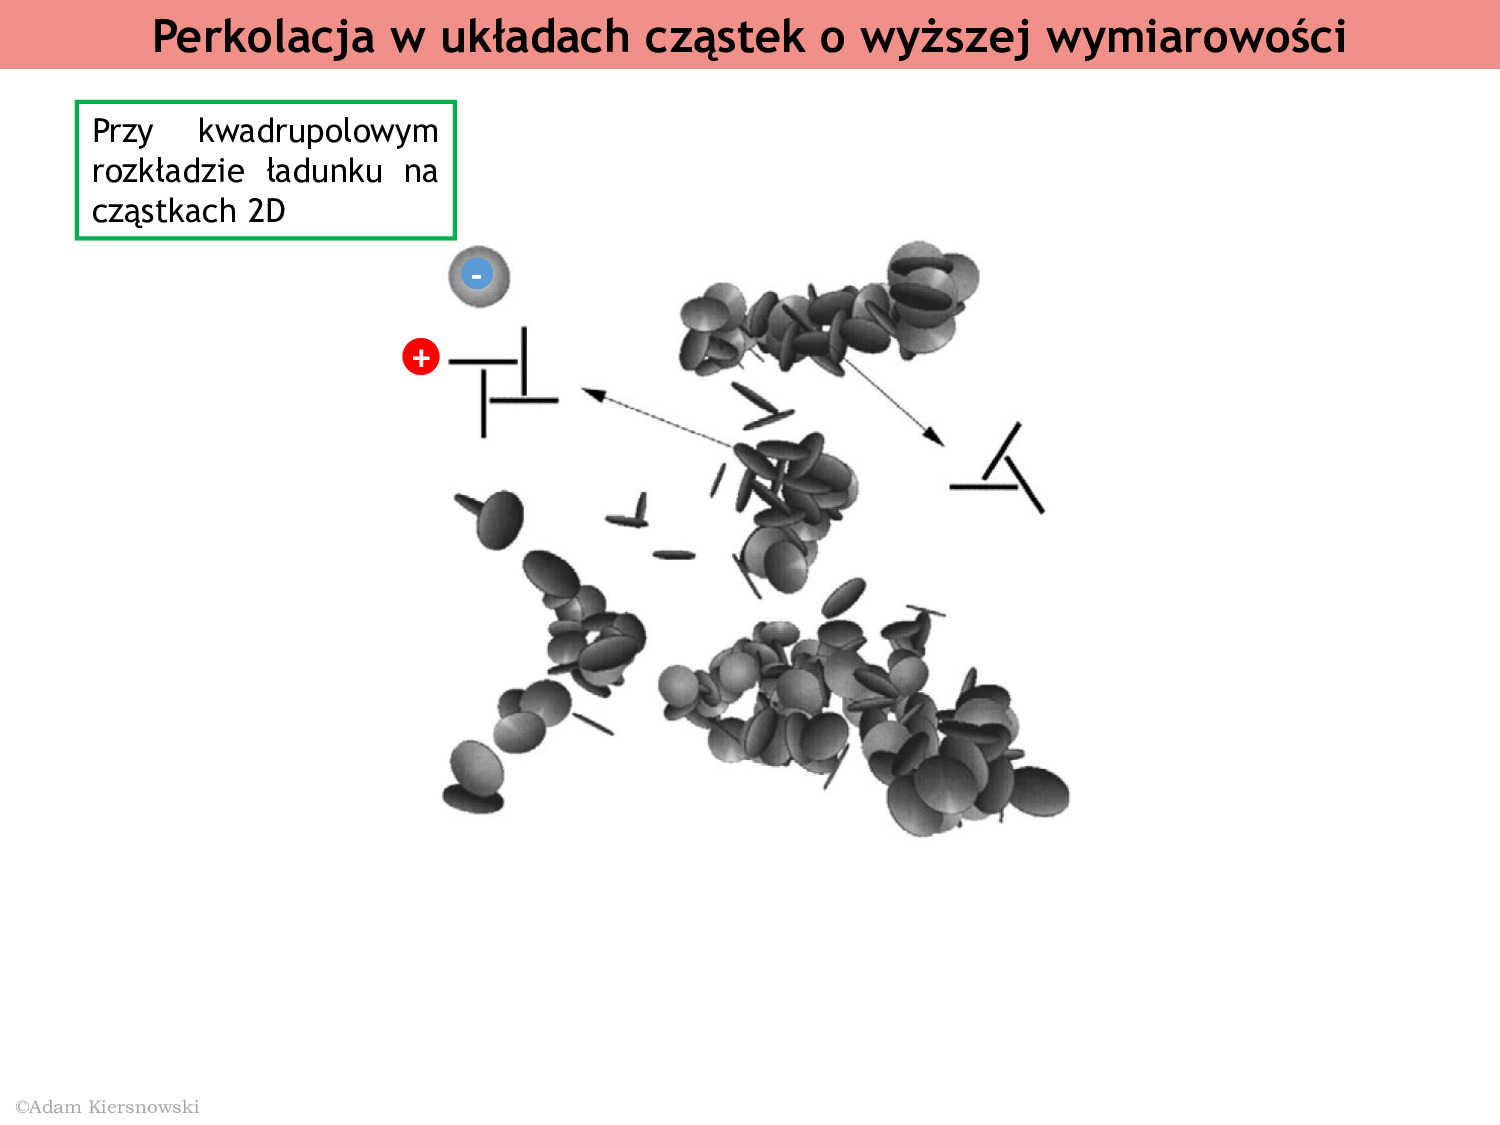 Perkolacja w układach cząstek o wyższej wymiarowości
Przy kwadrupolowym
rozkładzie ładunku na
cząstkach 2D
-
+
©Adam Kiersnowski